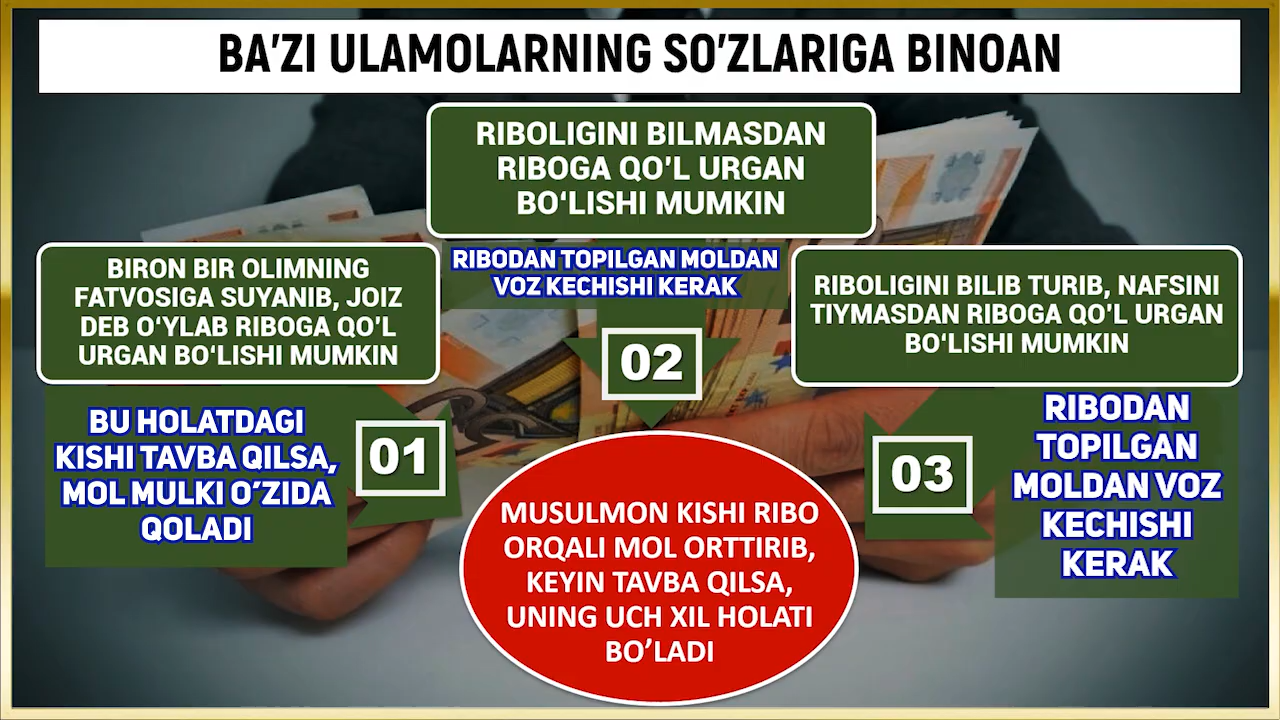 BA'ZI ULAMOLARNING SO'ZLARIGA BINOAN
RIBOLIGINI BILMASDAN
RIBOGA QO'L URGAN
BO‘LISHI MUMKIN
RIBODAN TOPILGAN MOLDAN
VOZ KECHISHI KERAK
02
BIRON BIR OLIMNING
FATVOSIGA SUYANIB, JOIZ
DEB O‘YLAB RIBOGA QO'L
URGAN BO‘LISHI MUMKIN
BU HOLATDAGI
KISHI TAVBA QILSA,
MOL MULKI O'ZIDA
QOLADI
01
RIBOLIGINI BILIB TURIB, NAFSINI
TIYMASDAN RIBOGA QO'L URGAN
BO‘LISHI MUMKIN
RIBODAN
TOPILGAN
MOLDAN VOZ
KECHISHI
KERAK
03
MUSULMON KISHI RIBO
ORQALI MOL ORTTIRIB,
KEYIN TAVBA QILSA,
UNING UCH XIL HOLATI
BO’LADI